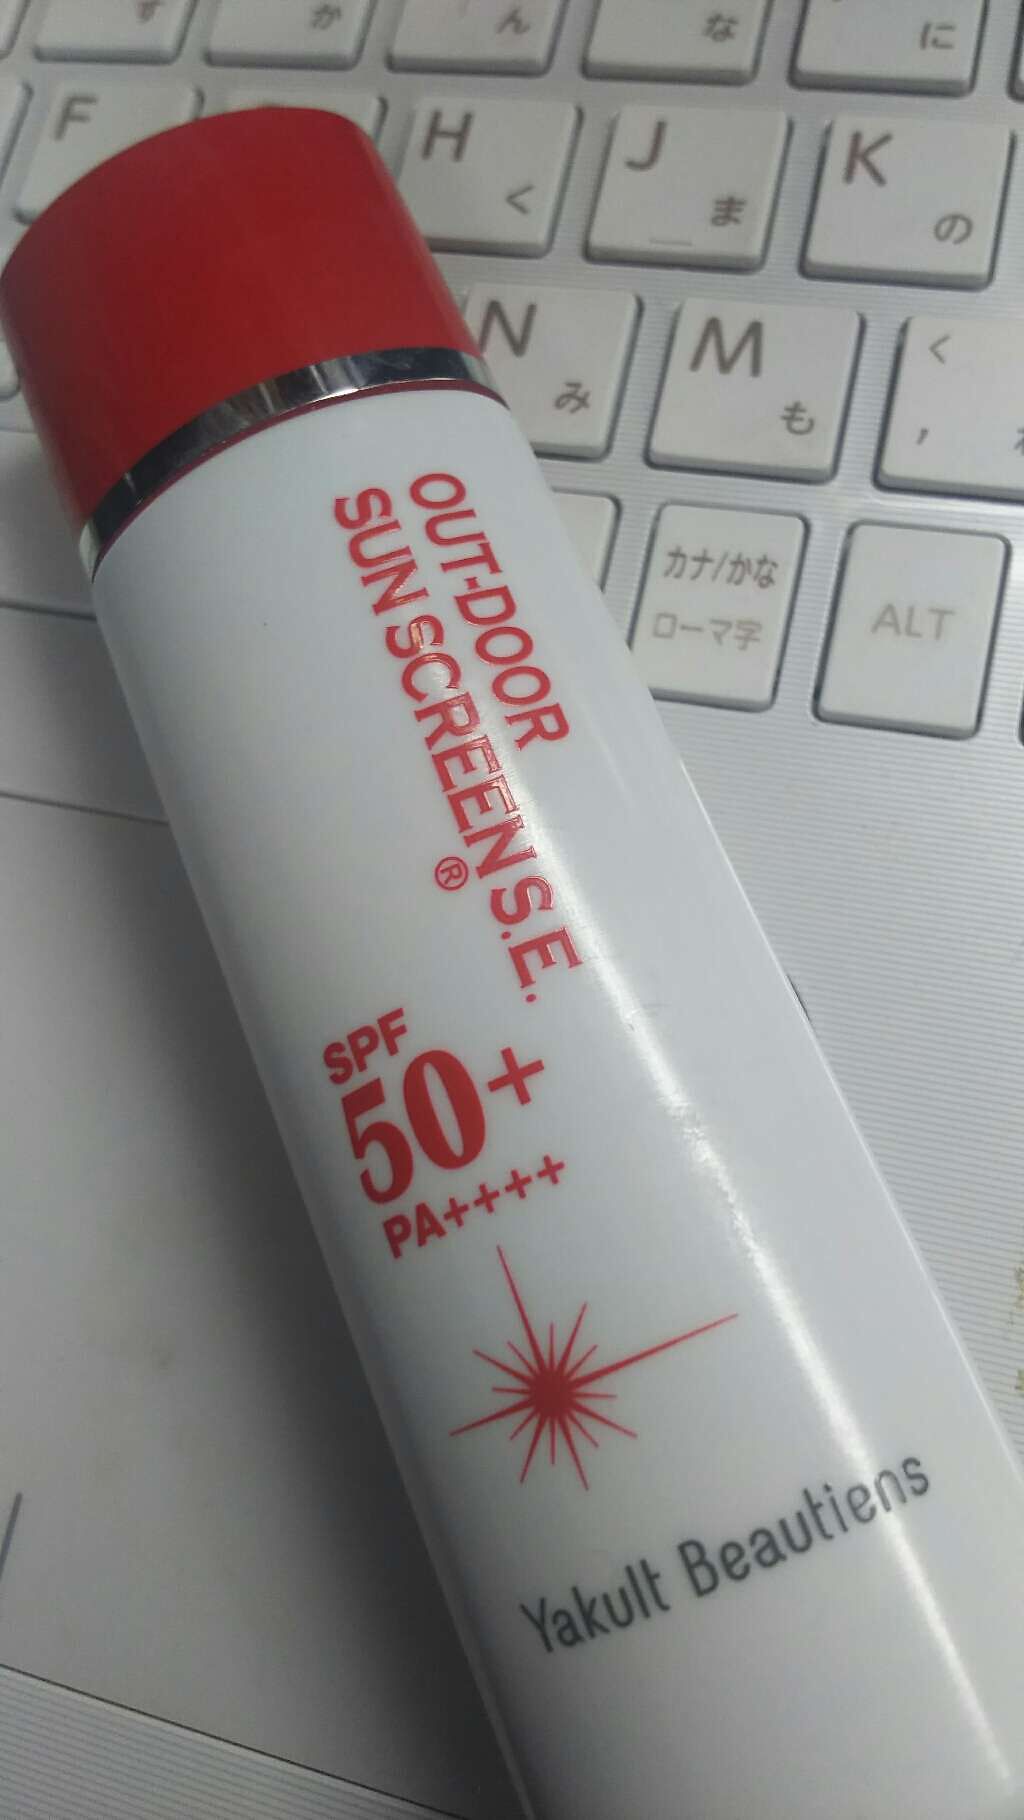 す
か
ん
な
に
F
H
く
J
ま
K
の
N
み
M
も
<
,
カナ/かな
ローマ字
ALT
OUT-DOOR
SUN SCREEN S.E.
®
SPF
50+
PA++++
Yakult Beautiens